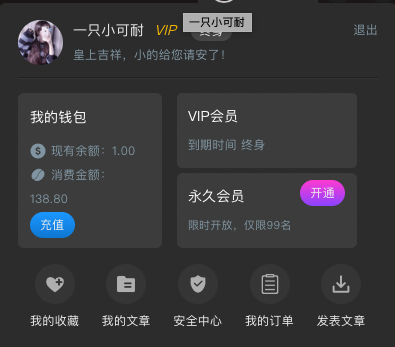 一只小可耐
一只小可耐 VIP 终身
退出
皇上吉祥，小的给您请安了！
我的钱包
现有余额：1.00
消费金额：
138.80
充值
VIP会员
到期时间 终身
永久会员
开通
限时开放，仅限99名
我的收藏 我的文章 安全中心 我的订单 发表文章